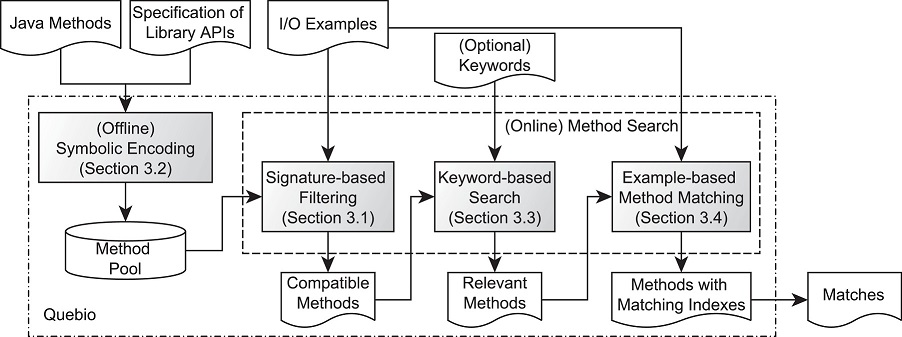 Java Methods
Specification of
Library APIs
I/O Examples
(Optional)
Keywords
(Online) Method Search
(Offline)
Symbolic Encoding
(Section 3.2)
Signature-based
Filtering
(Section 3.1)
Keyword-based
Search
(Section 3.3)
Example-based
Method Matching
(Section 3.4)
Method
Pool
Compatible
Methods
Relevant
Methods
Methods with
Matching Indexes
Matches
Quebio